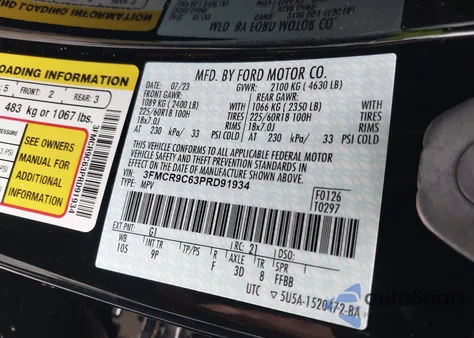 MFD. BY FORD MOTOR CO.
DATE: 07/23 GVWR: 2100 KG (4630 LB)
FRONT GAWR: REAR GAWR:
1089 KG (2400 LB) 1066 KG (2350 LB)
225/60R18 100H 225/60R18 100H
18x7.0J RIMS 18x7.0J
AT 230 kPa/ 33 PSI RIMS AT 230 kPa/ 33 PSI
THIS VEHICLE CONFORMS TO ALL APPLICABLE FEDERAL MOTOR
VEHICLE SAFETY AND THEFT PREVENTION STANDARDS IN
EFFECT ON THE DATE OF MANUFACTURE SHOWN ABOVE.
VIN: 3FMCR9C63PRD91934
TYPE: MPV
F0126
T0297
EXT PNT: G1 RC: 21 DSO:
WB INT TR TP/PS R AXLE TR SPR
105 9P F 3D 8 FFBB
UTC 5U5A-1520472-BA
LOADING INFORMATION
5 FRONT: 2 REAR: 3
483 kg or 1067 lbs.
SEE OWNERS
MANUAL FOR
ADDITIONAL
INFORMATION
3FMCR9C63PRD91934
autoSnap